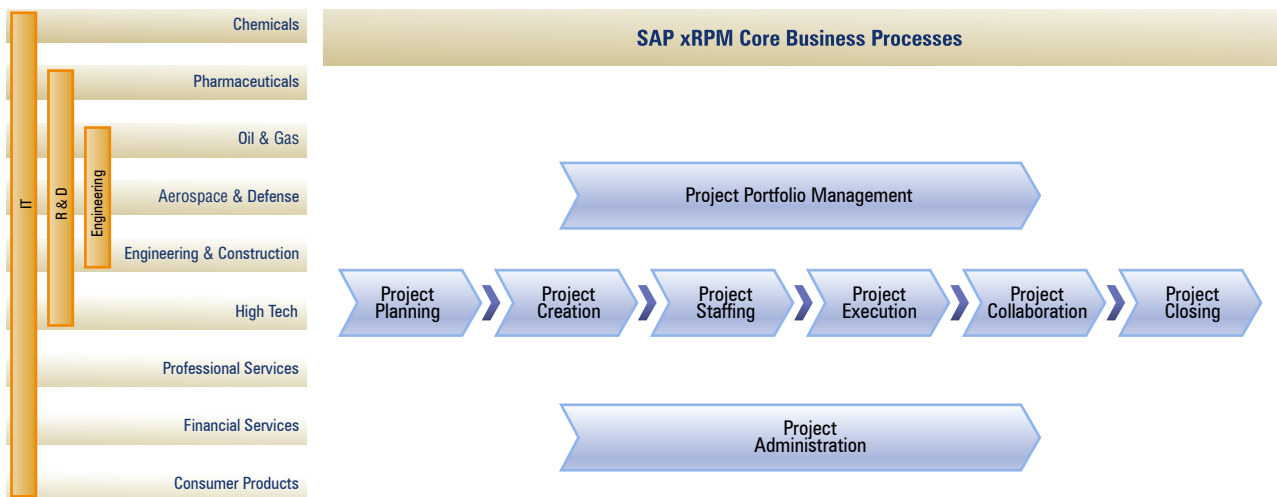 Chemicals
Pharmaceuticals
Oil & Gas
Aerospace & Defense
Engineering & Construction
High Tech
Professional Services
Financial Services
Consumer Products
IT
R & D
Engineering
SAP xRPM Core Business Processes
Project Portfolio Management
Project
Planning
Project
Creation
Project
Staffing
Project
Execution
Project
Collaboration
Project
Closing
Project
Administration